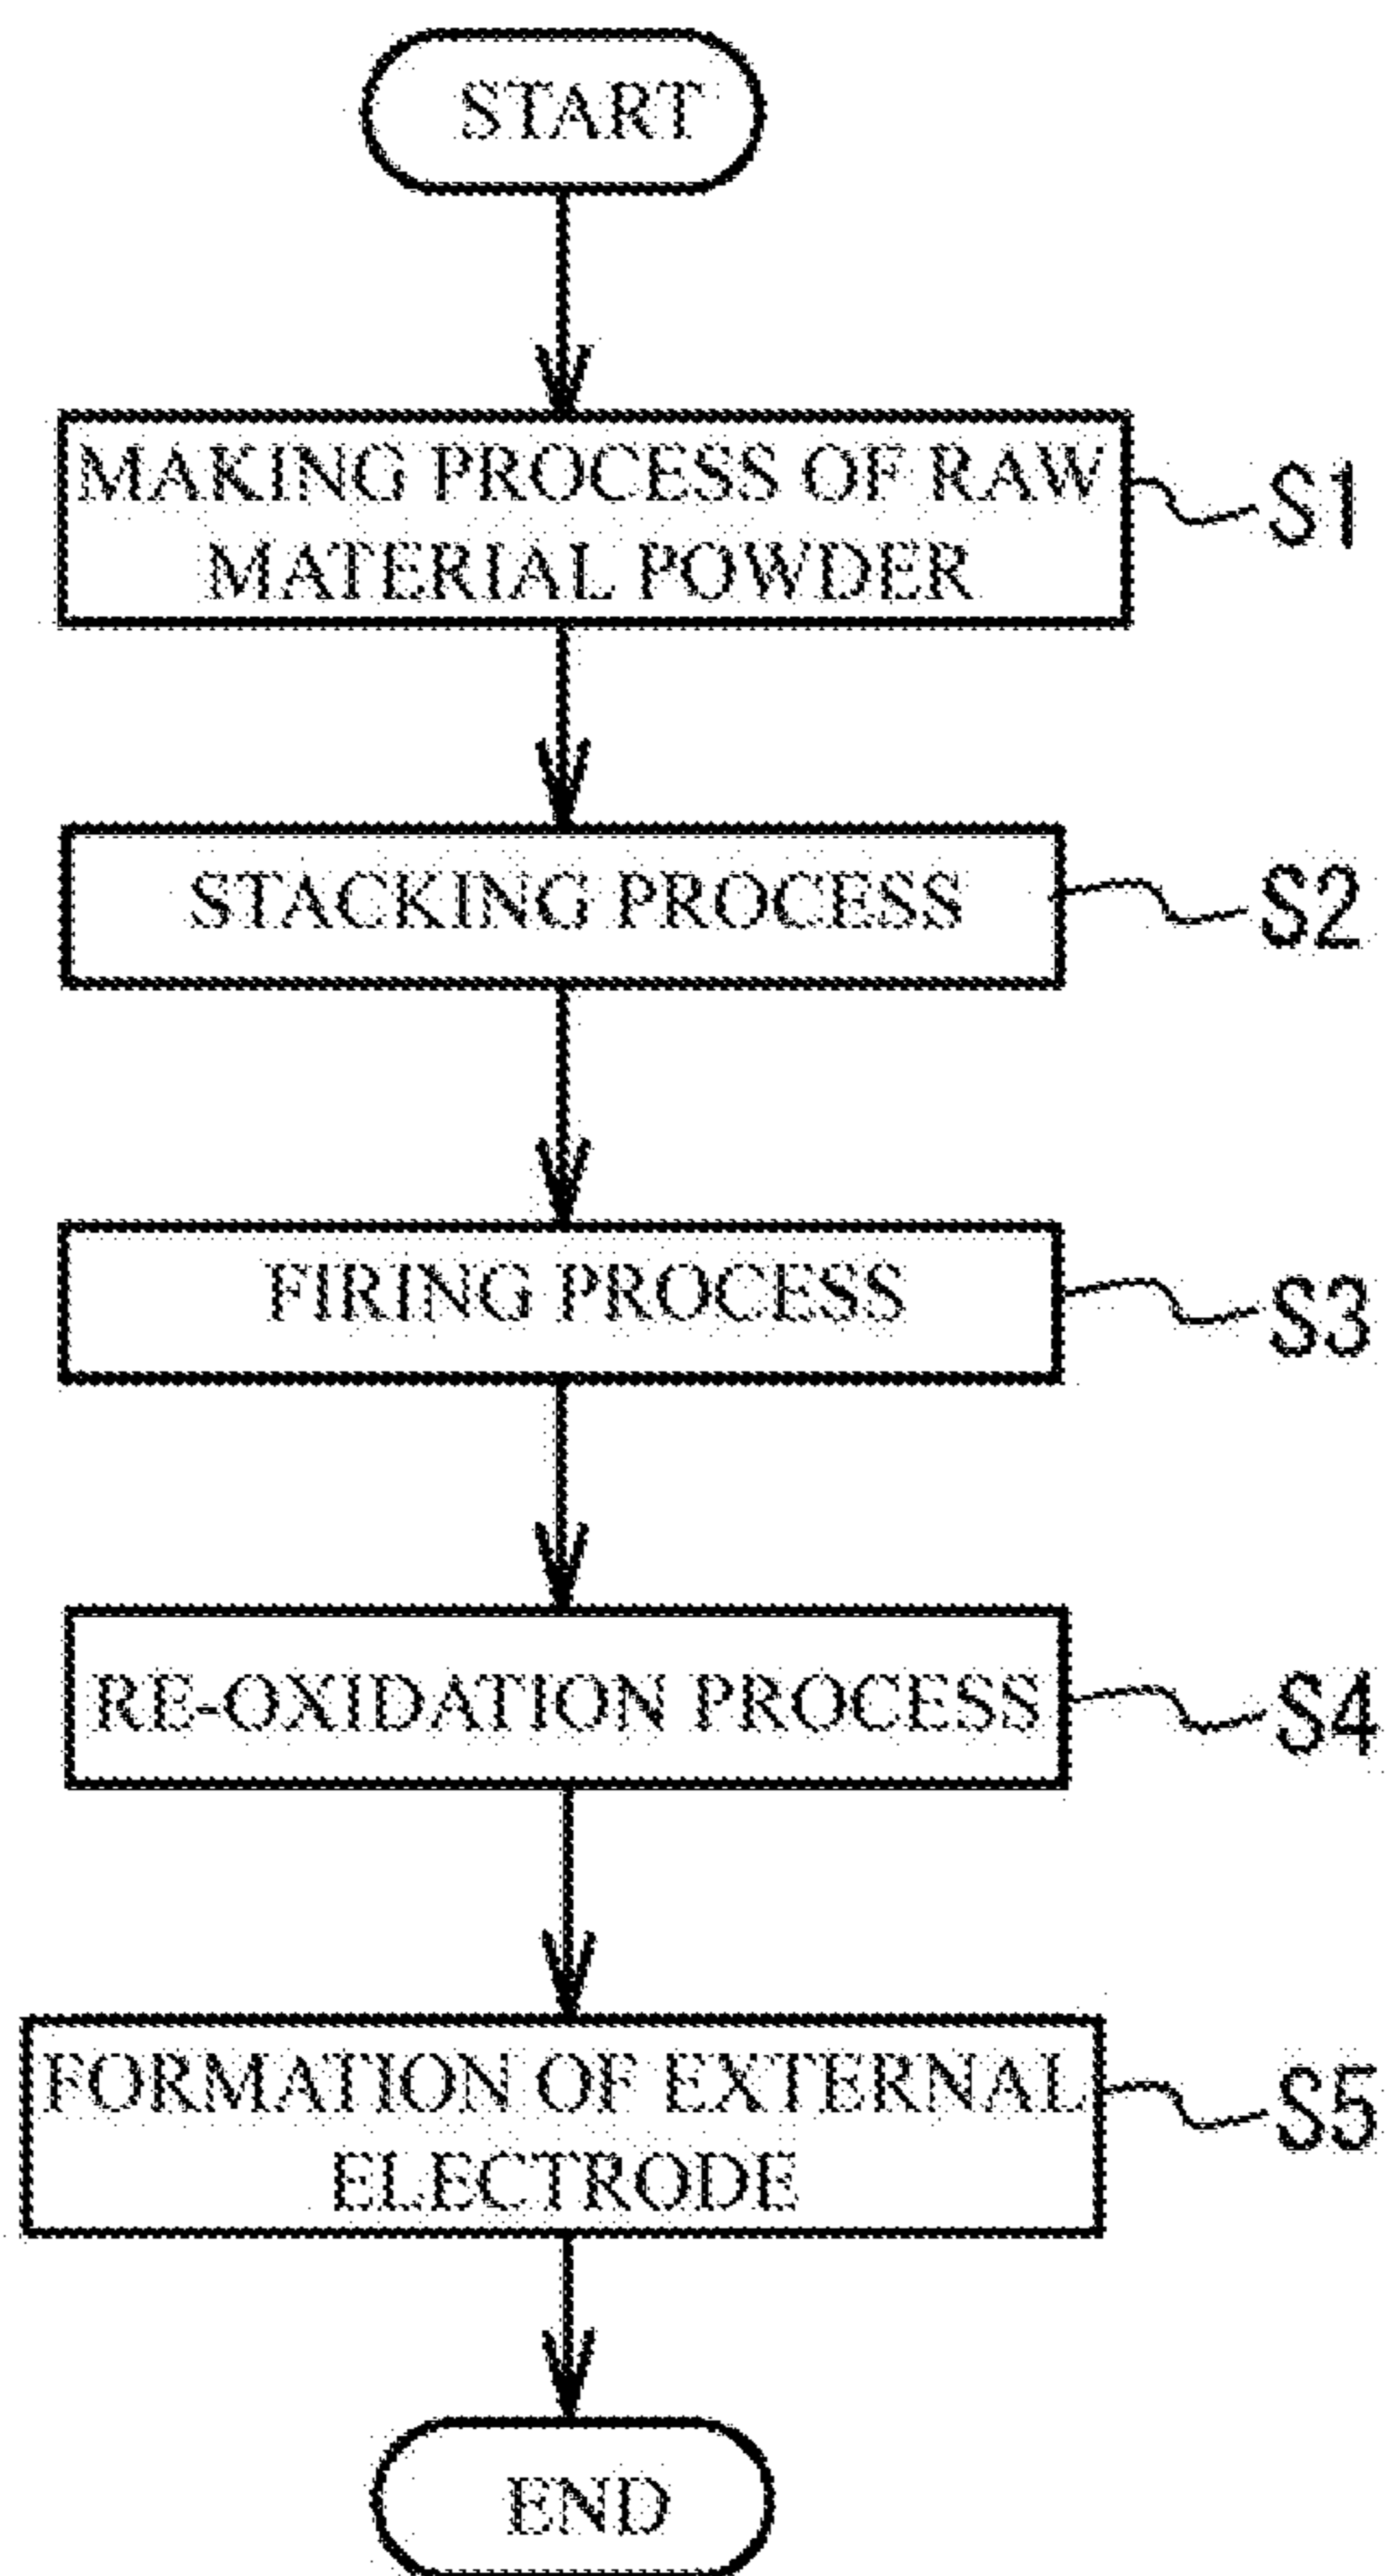 START
MAKING PROCESS OF RAW
MATERIAL POWDER
S1
STACKING PROCESS
S2
FIRING PROCESS
S3
RE-OXIDATION PROCESS
S4
FORMATION OF EXTERNAL
ELECTRODE
S5
END